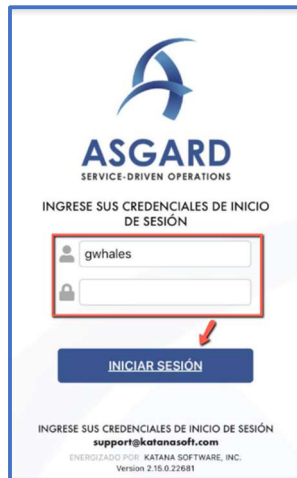 ASGARD
SERVICE-DRIVEN OPERATIONS
INGRESE SUS CREDENCIALES DE INICIO
DE SESIÓN
gwhales
INICIAR SESIÓN
INGRESE SUS CREDENCIALES DE INICIO DE SESIÓN
support@katanasoft.com
ENERGIZADO POR KATANA SOFTWARE, INC.
Version 2.15.0.22681